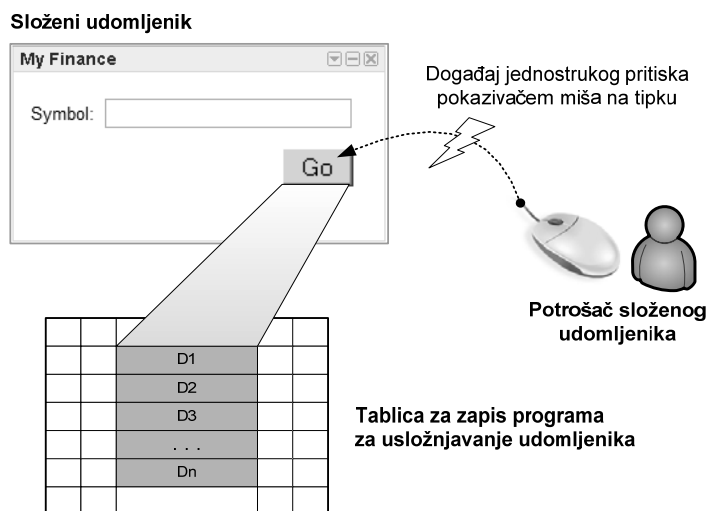 Složeni udomljenik
My Finance
Symbol:
Go
Događaj jednostrukog pritiska
pokazivačem miša na tipku
Potrošač složenog
udomljenika
D1
D2
D3
. . .
Dn
Tablica za zapis programa
za usložnjavanje udomljenika